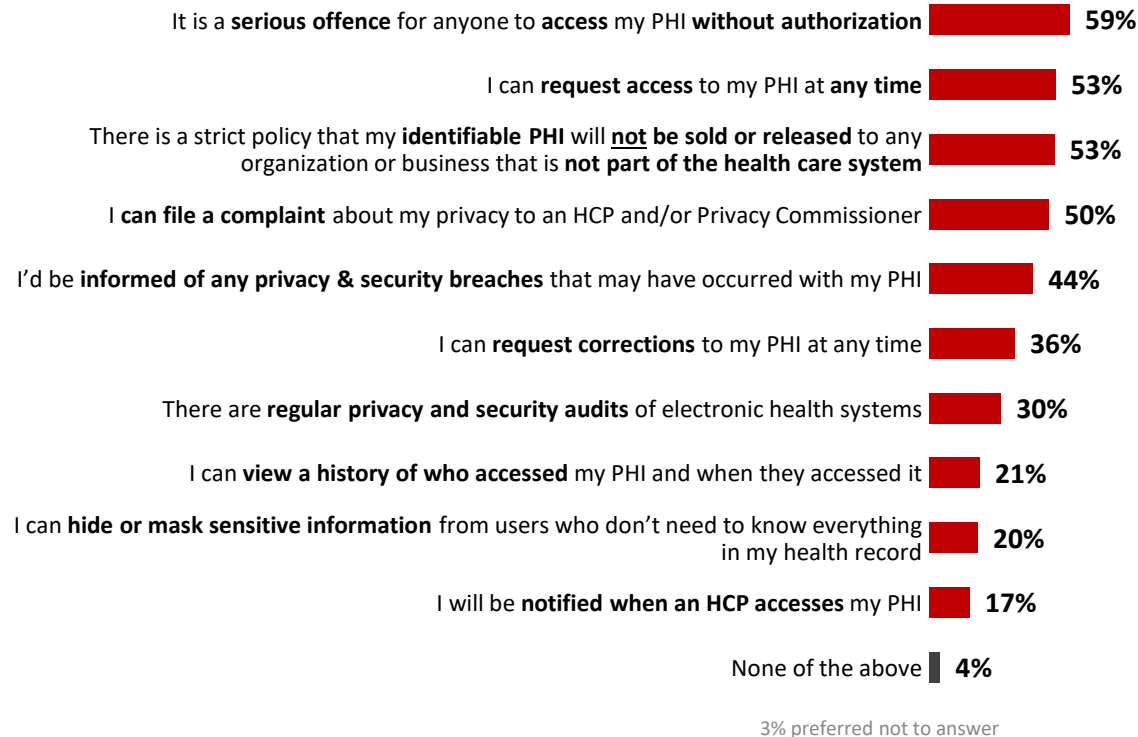 It is a serious offence for anyone to access my PHI without authorization 59%
I can request access to my PHI at any time 53%
There is a strict policy that my identifiable PHI will not be sold or released to any
organization or business that is not part of the health care system 53%
I can file a complaint about my privacy to an HCP and/or Privacy Commissioner 50%
I’d be informed of any privacy & security breaches that may have occurred with my PHI 44%
I can request corrections to my PHI at any time 36%
There are regular privacy and security audits of electronic health systems 30%
I can view a history of who accessed my PHI and when they accessed it 21%
I can hide or mask sensitive information from users who don’t need to know everything
in my health record 20%
I will be notified when an HCP accesses my PHI 17%
None of the above 4%
3% preferred not to answer